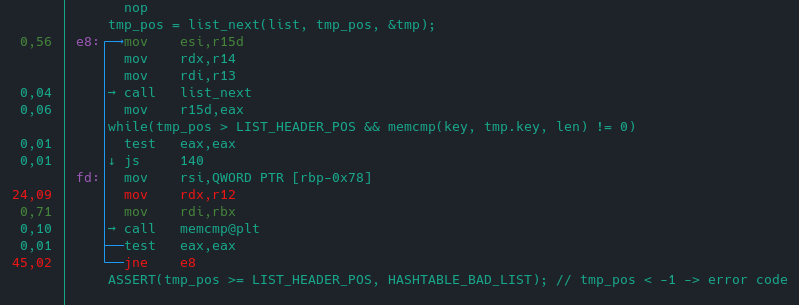 nop
tmp_pos = list_next(list, tmp_pos, &tmp);
0,56 e8: mov esi,r15d
mov rdx,r14
mov rdi,r13
0,04 → call list_next
0,06 mov r15d,eax
while(tmp_pos > LIST_HEADER_POS && memcmp(key, tmp.key, len) != 0)
0,01 test eax,eax
0,01 ↓ js 140
fd: mov rsi,QWORD PTR [rbp-0x78]
24,09 mov rdx,r12
0,71 mov rdi,rbx
0,10 → call memcmp@plt
0,01 test eax,eax
45,02 jne e8
ASSERT(tmp_pos >= LIST_HEADER_POS, HASHTABLE_BAD_LIST); // tmp_pos < -1 -> error code